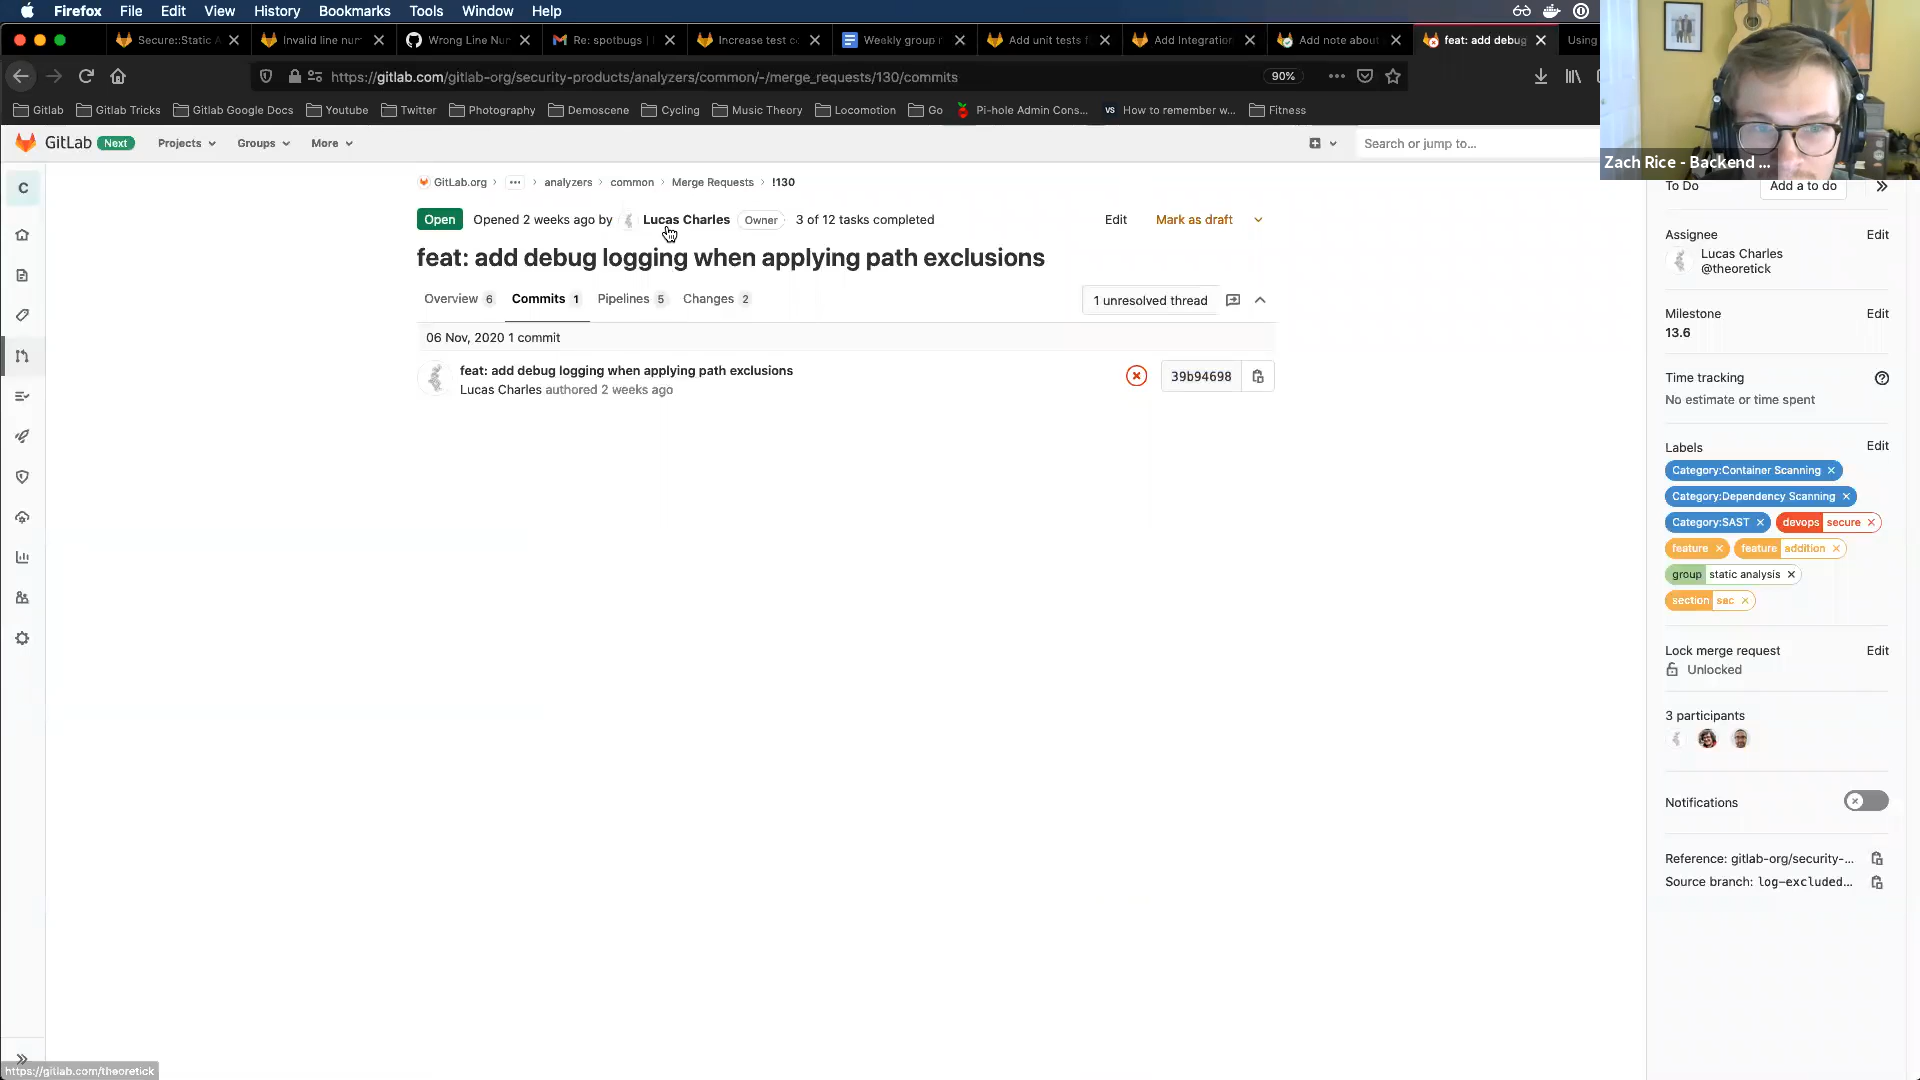 Firefox File Edit View History Bookmarks Tools Window Help
Secure::Static A
Invalid line num
Wrong Line Nu
Re: spotbugs |
Increase test c
Weekly group
Add unit tests f
Add Integration
Add note about
feat: add debug
Using
https://gitlab.com/gitlab-org/security-products/analyzers/common/-/merge_requests/130/commits
90%
Gitlab Gitlab Tricks Gitlab Google Docs Youtube Twitter Photography Demoscene Cycling Music Theory Locomotion Go Pi-hole Admin Cons... VS How to remember w... Fitness
GitLab Next Projects Groups More
Search or jump to...
Zach Rice - Backend ...
C
GitLab.org > ... > analyzers > common > Merge Requests > !130
To Do
Add a to do
Open Opened 2 weeks ago by Lucas Charles Owner 3 of 12 tasks completed
Edit Mark as draft
feat: add debug logging when applying path exclusions
Overview 6 Commits 1 Pipelines 5 Changes 2
1 unresolved thread
06 Nov, 2020 1 commit
feat: add debug logging when applying path exclusions
Lucas Charles authored 2 weeks ago
39b94698
Assignee Edit
Lucas Charles
@theoretick
Milestone Edit
13.6
Time tracking
No estimate or time spent
Labels Edit
Category:Container Scanning
Category:Dependency Scanning
Category:SAST devops secure
feature feature addition
group static analysis
section sec
Lock merge request Edit
Unlocked
3 participants
Notifications
Reference: gitlab-org/security-...
Source branch: log-excluded...
https://gitlab.com/theoretick